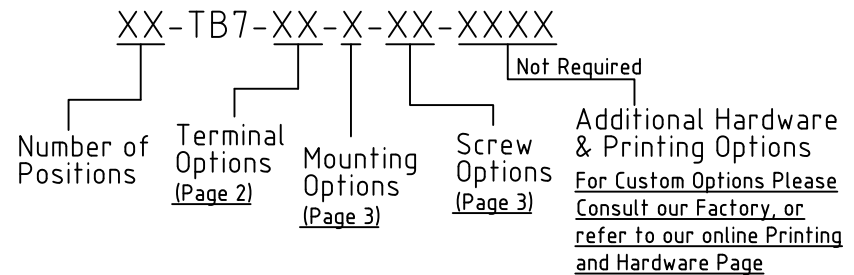 XX-TB7-XX-X-XX-XXXX
Not Required
Number of
Positions
Terminal
Options
(Page 2)
Mounting
Options
(Page 3)
Screw
Options
(Page 3)
Additional Hardware
& Printing Options
For Custom Options Please
Consult our Factory, or
refer to our online Printing
and Hardware Page